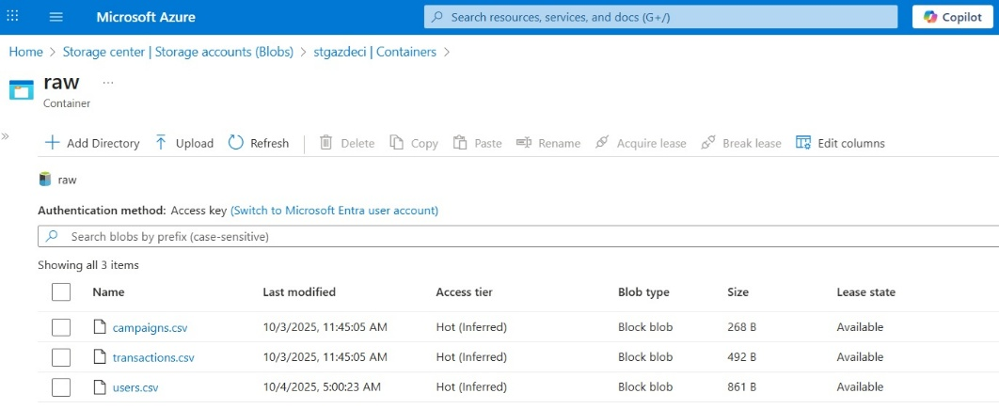 Microsoft Azure Search resources, services, and docs (G+/) Copilot
Home > Storage center | Storage accounts (Blobs) > stgazdeci | Containers >
raw ...
Container
Add Directory Upload Refresh Delete Copy Paste Rename Acquire lease Break lease Edit columns
raw
Authentication method: Access key (Switch to Microsoft Entra user account)
Search blobs by prefix (case-sensitive)
Showing all 3 items
Name Last modified Access tier Blob type Size Lease state
campaigns.csv 10/3/2025, 11:45:05 AM Hot (Inferred) Block blob 268 B Available
transactions.csv 10/3/2025, 11:45:05 AM Hot (Inferred) Block blob 492 B Available
users.csv 10/4/2025, 5:00:23 AM Hot (Inferred) Block blob 861 B Available